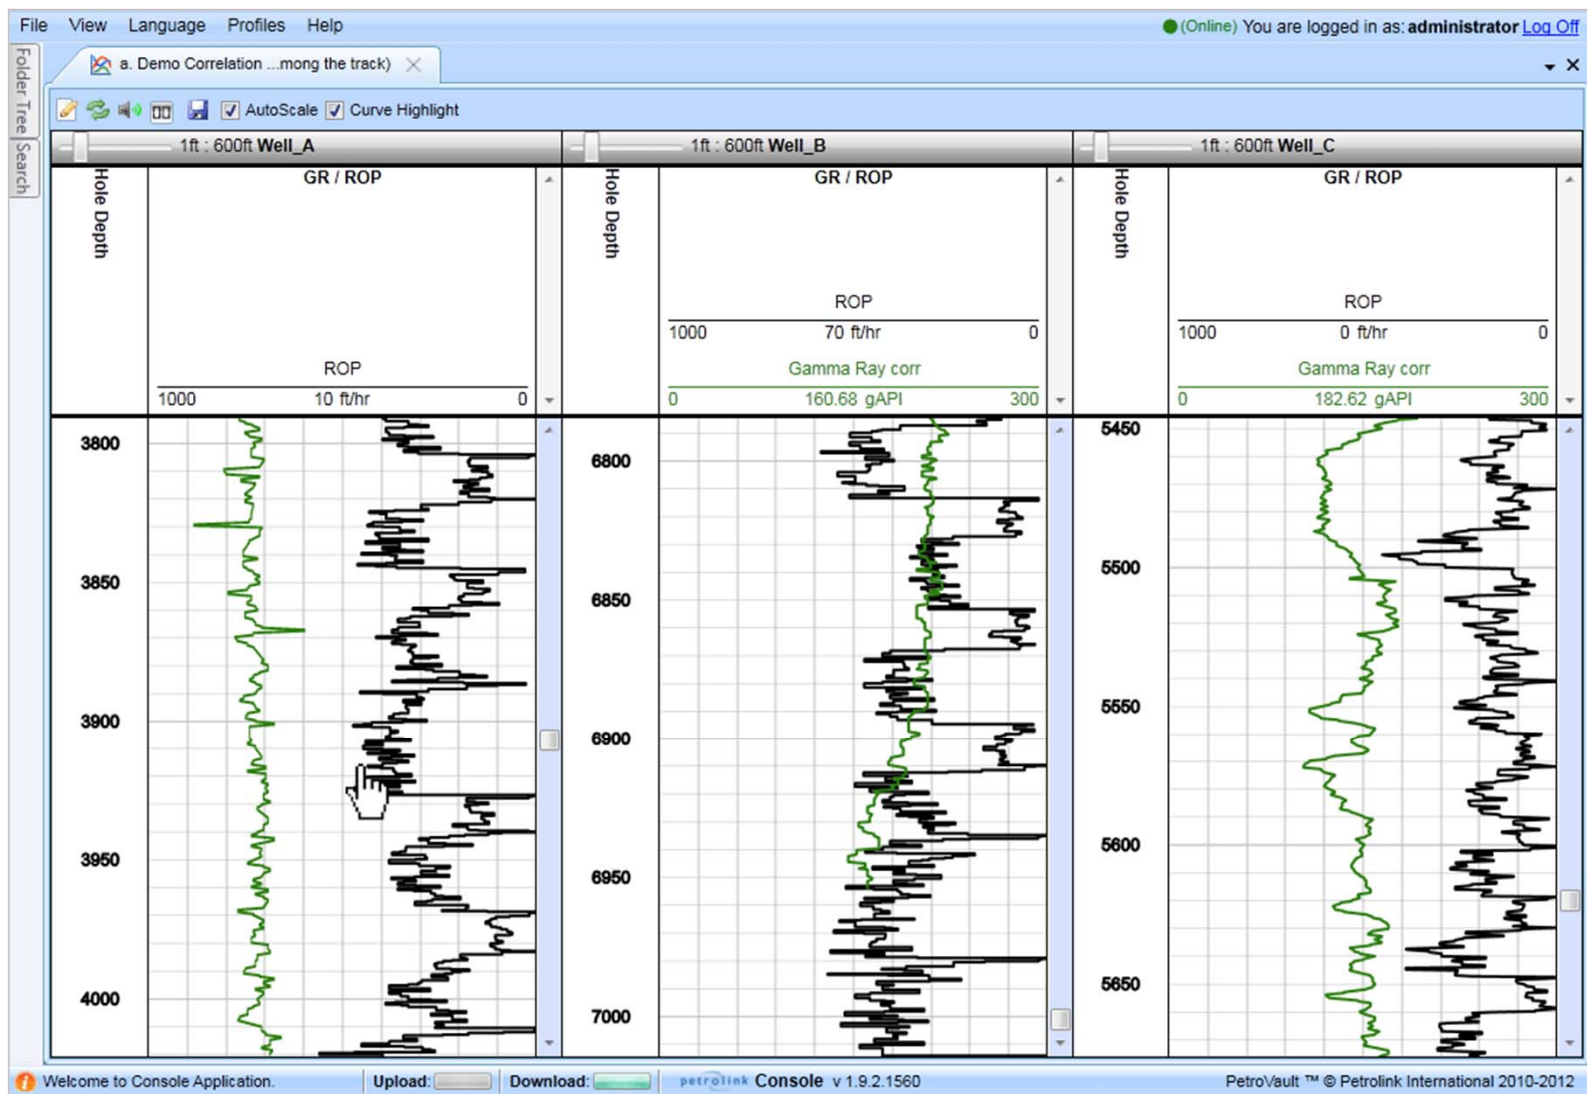 File View Language Profiles Help
(Online) You are logged in as: administrator Log Off
Folder Tree
Search
a. Demo Correlation ...mong the track)
AutoScale Curve Highlight
1ft : 600ft Well_A
1ft : 600ft Well_B
1ft : 600ft Well_C
Hole Depth
GR / ROP
ROP
1000 10 ft/hr 0
Hole Depth
GR / ROP
ROP
1000 70 ft/hr 0
Gamma Ray corr
0 160.68 gAPI 300
Hole Depth
GR / ROP
ROP
1000 0 ft/hr 0
Gamma Ray corr
0 182.62 gAPI 300
3800
3850
3900
3950
4000
6800
6850
6900
6950
7000
5450
5500
5550
5600
5650
Welcome to Console Application. Upload: Download: petrolink Console v 1.9.2.1560 PetroVault ™ © Petrolink International 2010-2012